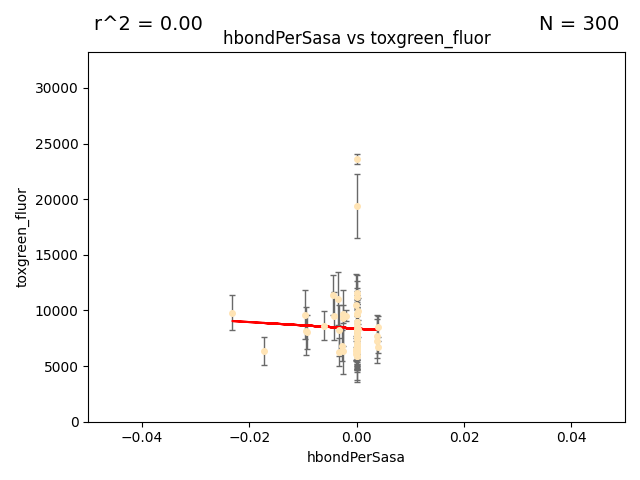 r^2 = 0.00
N = 300
hbondPerSasa vs toxgreen_fluor
30000
25000
20000
15000
10000
5000
0
toxgreen_fluor
−0.04
−0.02
0.00
0.02
0.04
hbondPerSasa